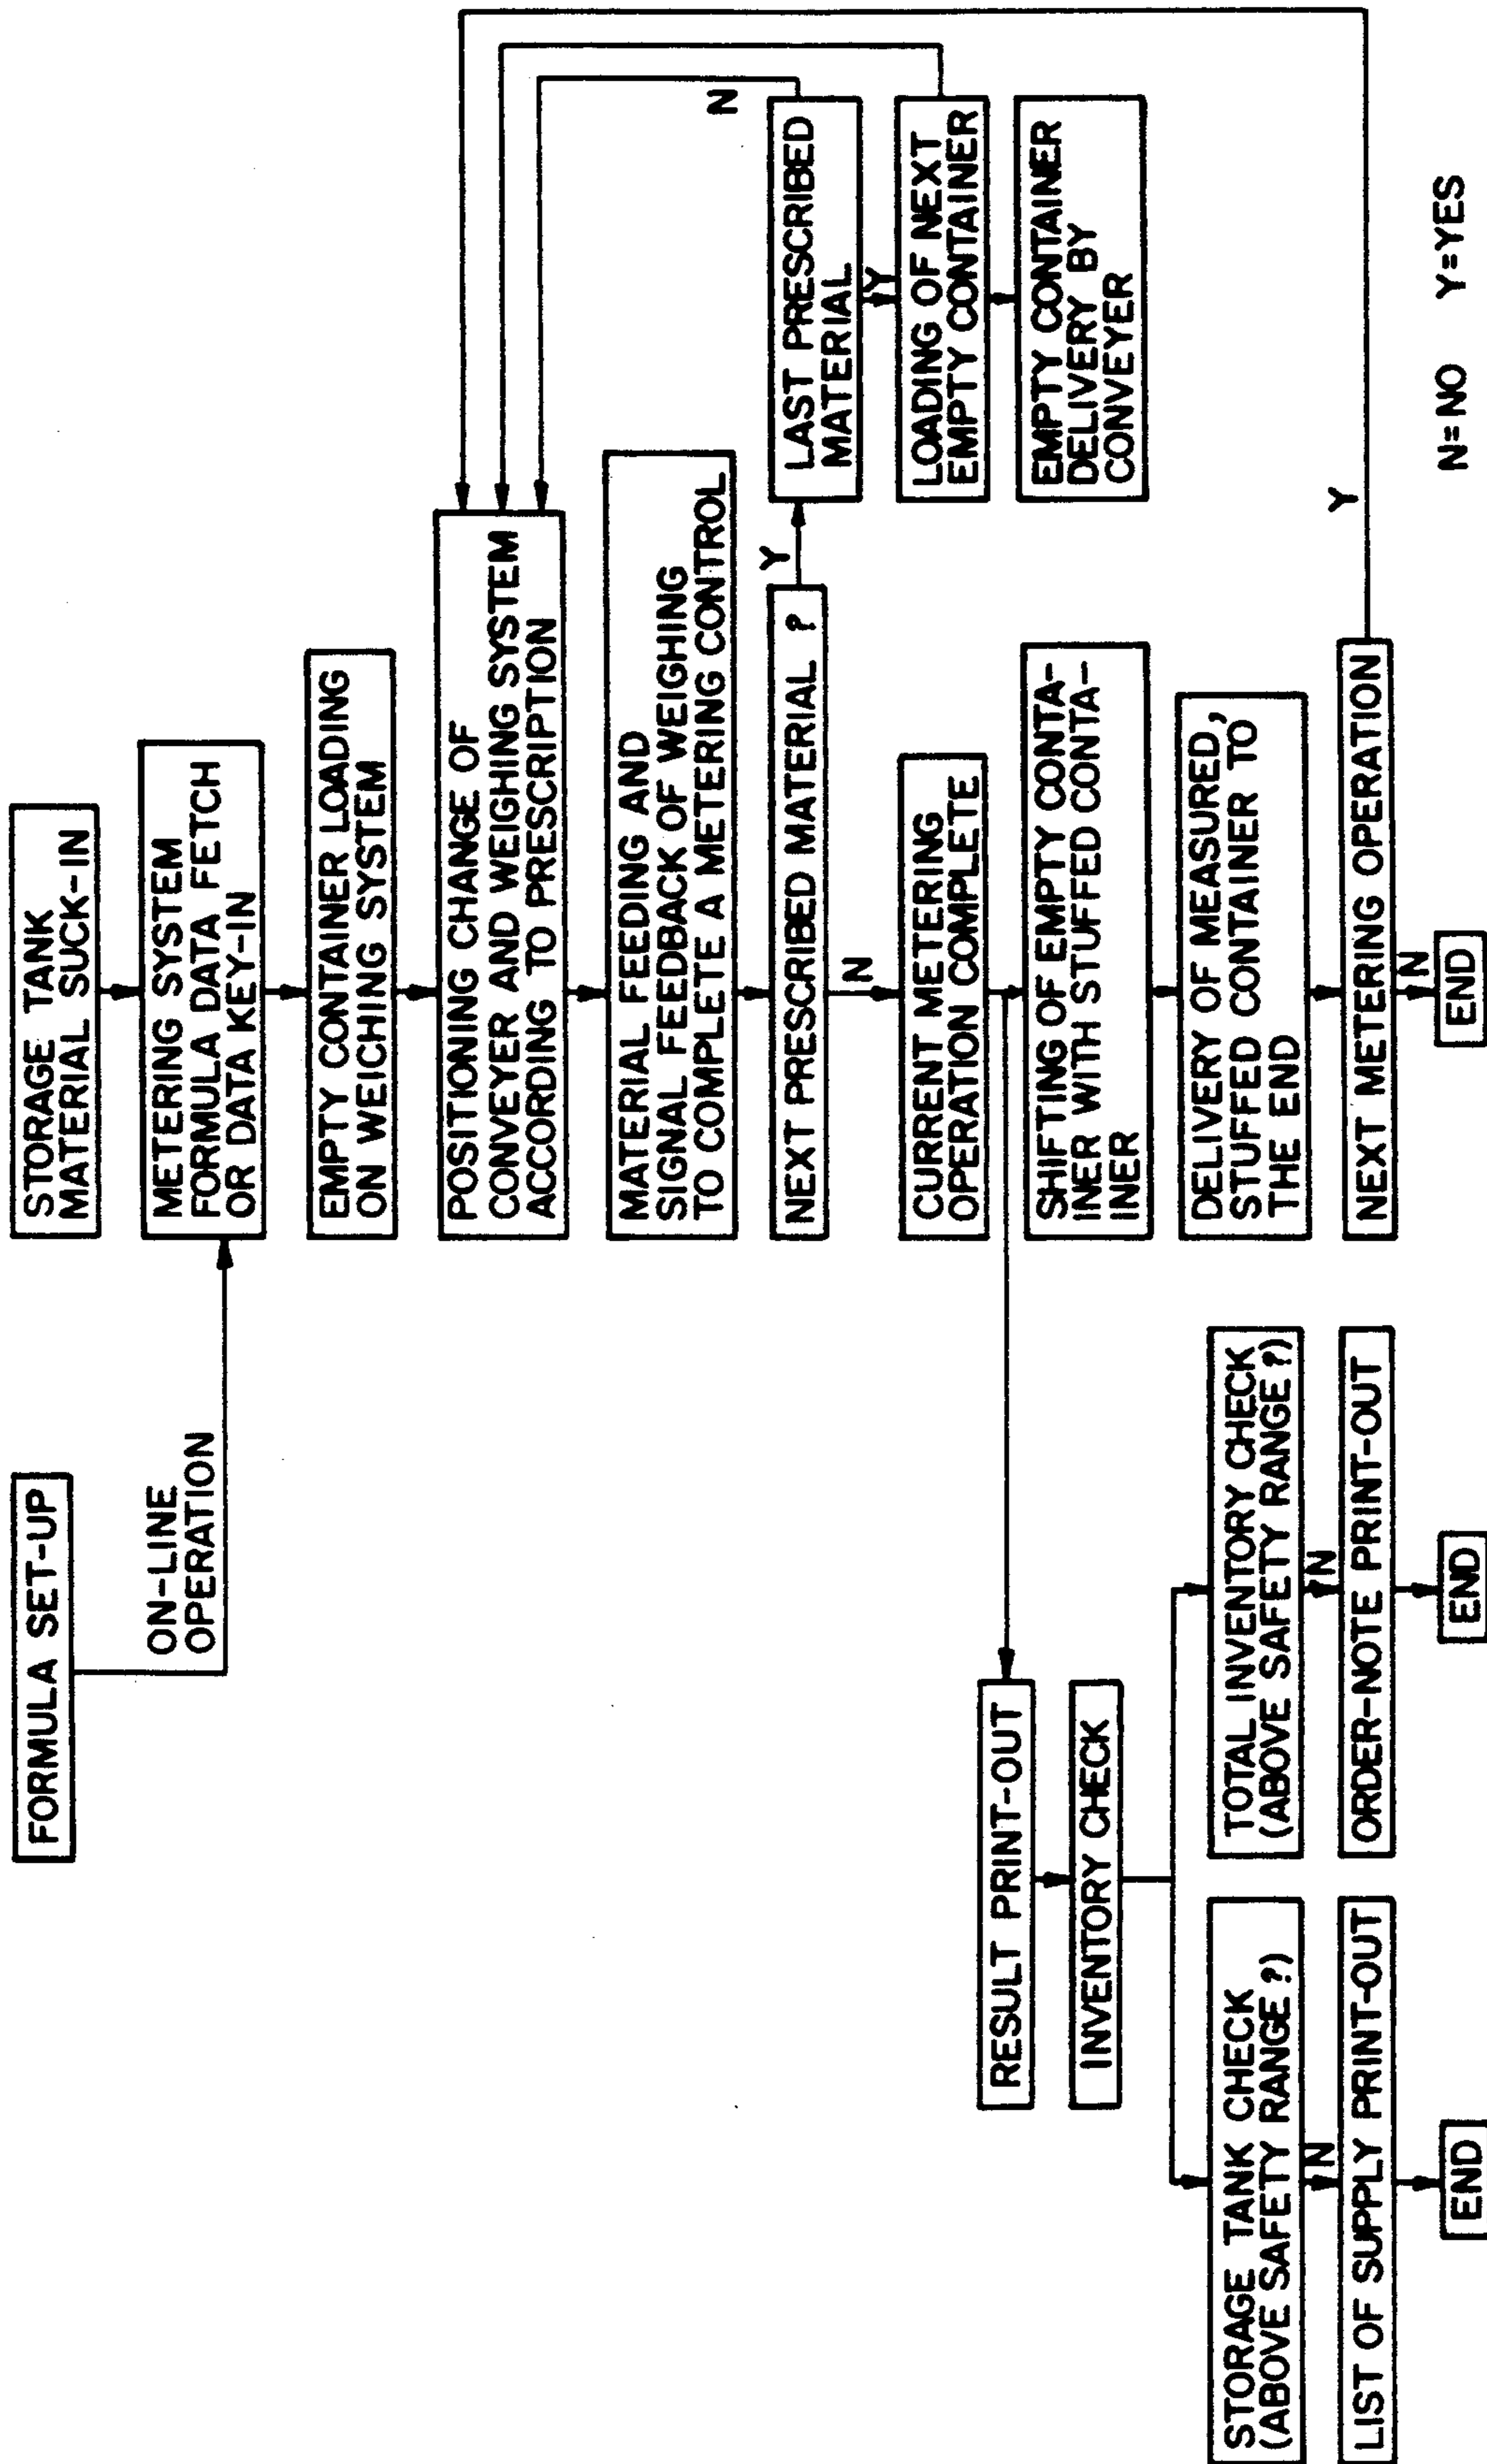 FORMULA SET-UP
ON-LINE
OPERATION
STORAGE TANK
MATERIAL SUCK-IN
METERING SYSTEM
FORMULA DATA FETCH
OR DATA KEY-IN
EMPTY CONTAINER LOADING
ON WEICHING SYSTEM
POSITIONING CHANGE OF
CONVEYER AND WEIGHING SYSTEM
ACCORDING TO PRESCRIPTION
MATERIAL FEEDING AND
SIGNAL FEEDBACK OF WEIGHING
TO COMPLETE A METERING CONTROL
NEXT PRESCRIBED MATERIAL ?
Y
N
LAST PRESCRIBED
MATERIAL
N
Y
LOADING OF NEXT
EMPTY CONTAINER
EMPTY CONTAINER
DELIVERY BY
CONVEYER
CURRENT METERING
OPERATION COMPLETE
SHIFTING OF EMPTY CONTA-
INER WITH STUFFED CONTA-
INER
DELIVERY OF MEASURED,
STUFFED CONTAINER TO
THE END
NEXT METERING OPERATION
Y
N
END
RESULT PRINT-OUT
INVENTORY CHECK
STORAGE TANK CHECK
(ABOVE SAFETY RANGE ?)
N
LIST OF SUPPLY PRINT-OUT
END
TOTAL INVENTORY CHECK
(ABOVE SAFETY RANGE ?)
N
ORDER-NOTE PRINT-OUT
END
N=NO Y=YES